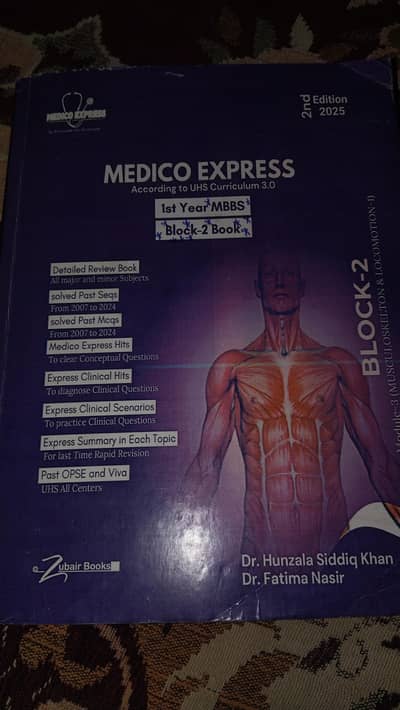 MEDICO EXPRESS
2nd Edition
2025
MEDICO EXPRESS
According to UHS Curriculum 3.0
1st Year MBBS
Block-2 Book
Detailed Review Book
All major and minor Subjects
solved Past Seqs
From 2007 to 2024
solved Past Mcqs
From 2007 to 2024
Medico Express Hits
To clear Conceptual Questions
Express Clinical Hits
To diagnose Clinical Questions
Express Clinical Scenarios
To practice Clinical Questions
Express Summary in Each Topic
For last Time Rapid Revision
Past OPSE and Viva
UHS All Centers
BLOCK-2
Module-3 (MUSCULOSKELTON & LOCOMOTION-I)
Zubair Books
Dr. Hunzala Siddiq Khan
Dr. Fatima Nasir